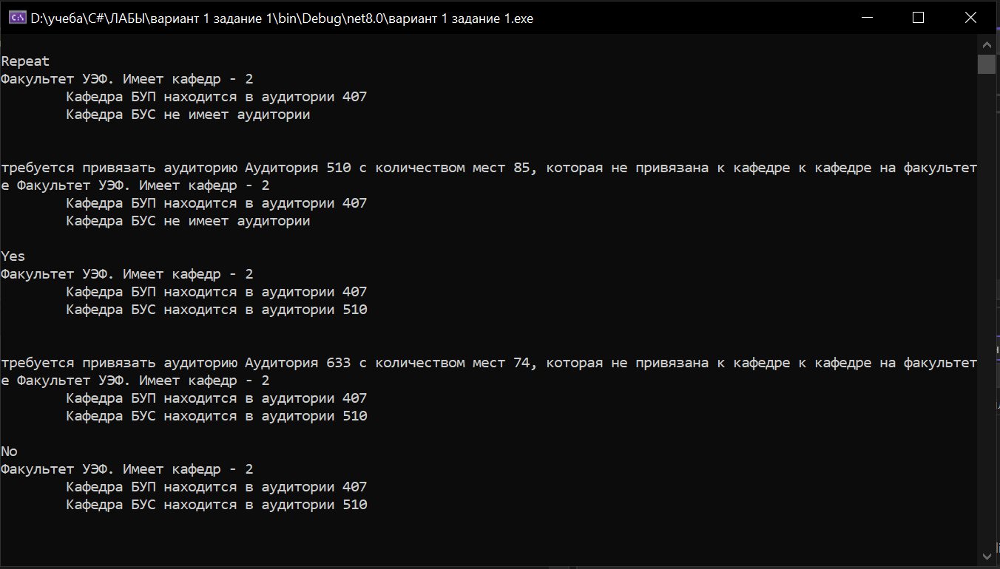 D:\учеба\C#\ЛАБЫ\вариант 1 задание 1\bin\Debug\net8.0\вариант 1 задание 1.exe
Repeat
Факультет УЭФ. Имеет кафедр - 2
Кафедра БУП находится в аудитории 407
Кафедра БУС не имеет аудитории
требуется привязать аудиторию Аудитория 510 с количеством мест 85, которая не привязана к кафедре к кафедре на факультет
е Факультет УЭФ. Имеет кафедр - 2
Кафедра БУП находится в аудитории 407
Кафедра БУС не имеет аудитории
Yes
Факультет УЭФ. Имеет кафедр - 2
Кафедра БУП находится в аудитории 407
Кафедра БУС находится в аудитории 510
требуется привязать аудиторию Аудитория 633 с количеством мест 74, которая не привязана к кафедре к кафедре на факультет
е Факультет УЭФ. Имеет кафедр - 2
Кафедра БУП находится в аудитории 407
Кафедра БУС находится в аудитории 510
No
Факультет УЭФ. Имеет кафедр - 2
Кафедра БУП находится в аудитории 407
Кафедра БУС находится в аудитории 510